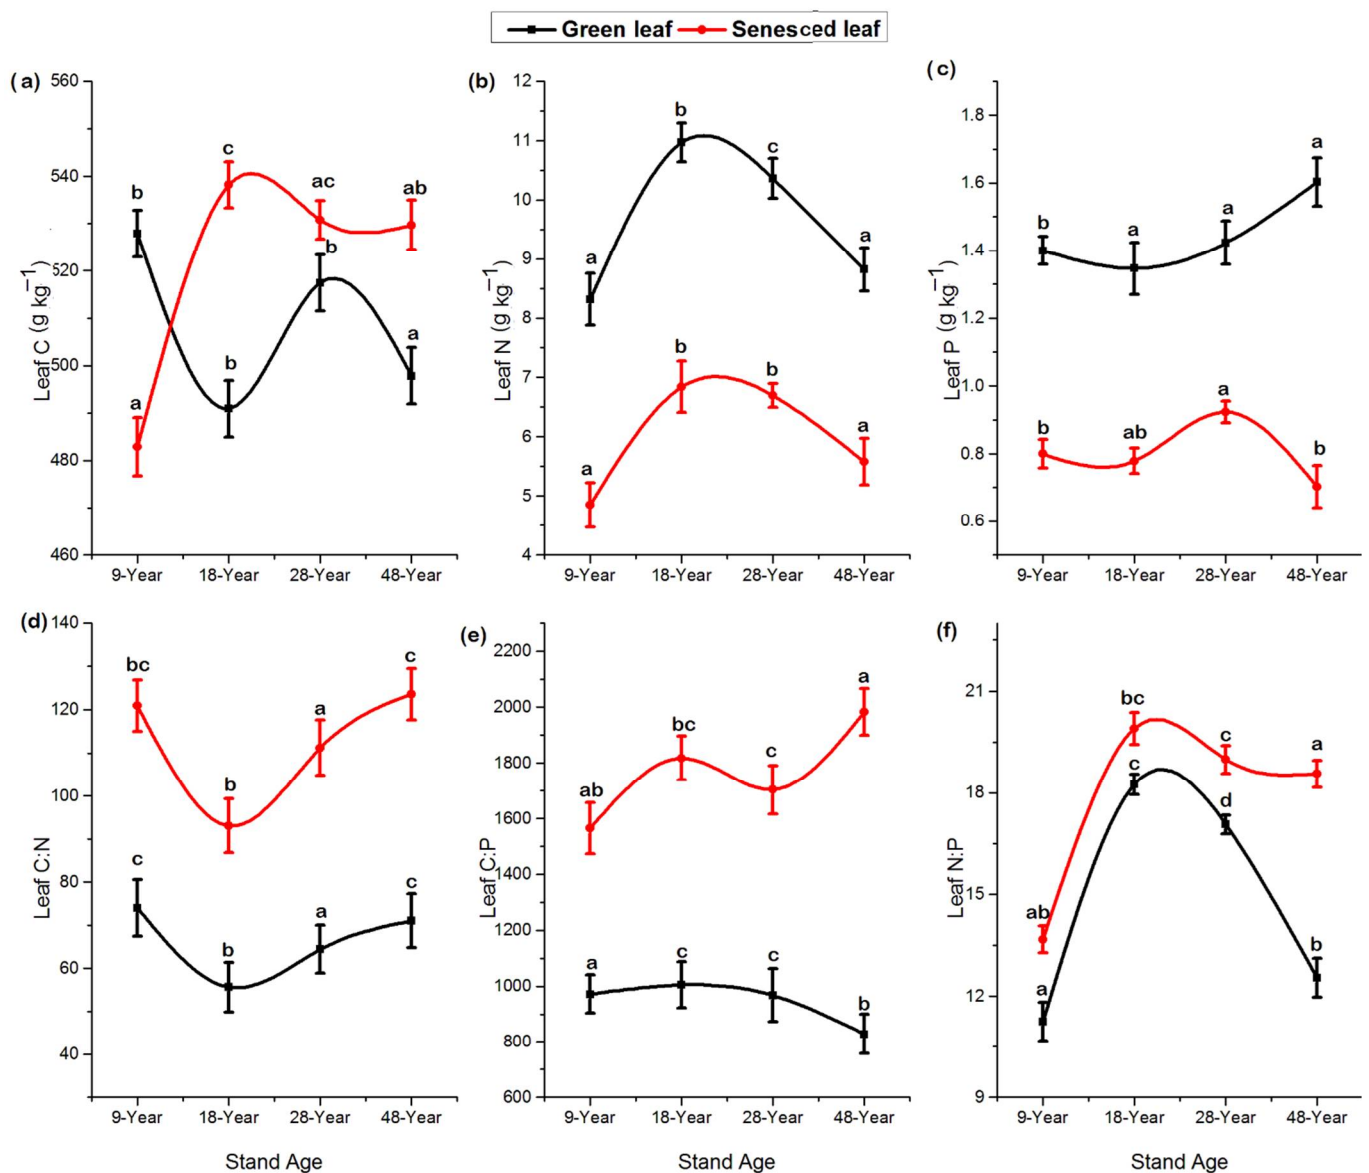 Green leaf Senesced leaf
(a)
Leaf C (g kg⁻¹)
560
540
520
500
480
460
b
c
ac
ab
b
a
b
a
9-Year 18-Year 28-Year 48-Year
(b)
Leaf N (g kg⁻¹)
12
11
10
9
8
7
6
5
4
a
b
c
a
a
b
b
a
9-Year 18-Year 28-Year 48-Year
(c)
Leaf P (g kg⁻¹)
1.8
1.6
1.4
1.2
1.0
0.8
0.6
b
a
a
a
b
ab
a
b
9-Year 18-Year 28-Year 48-Year
(d)
Leaf C:N
140
120
100
80
60
40
bc
b
a
c
c
b
a
c
9-Year 18-Year 28-Year 48-Year
Stand Age
(e)
Leaf C:P
2200
2000
1800
1600
1400
1200
1000
800
600
ab
bc
c
a
a
c
c
b
9-Year 18-Year 28-Year 48-Year
Stand Age
(f)
Leaf N:P
21
18
15
12
9
ab
bc
c
a
a
c
d
b
9-Year 18-Year 28-Year 48-Year
Stand Age